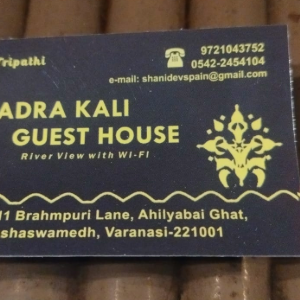 Tripathi
9721043752
0542-2454104
e-mail: shanidevspain@gmail.com
ADRA KALI
GUEST HOUSE
River View with Wi-FI
11 Brahmpuri Lane, Ahilyabai Ghat,
shaswamedh, Varanasi-221001